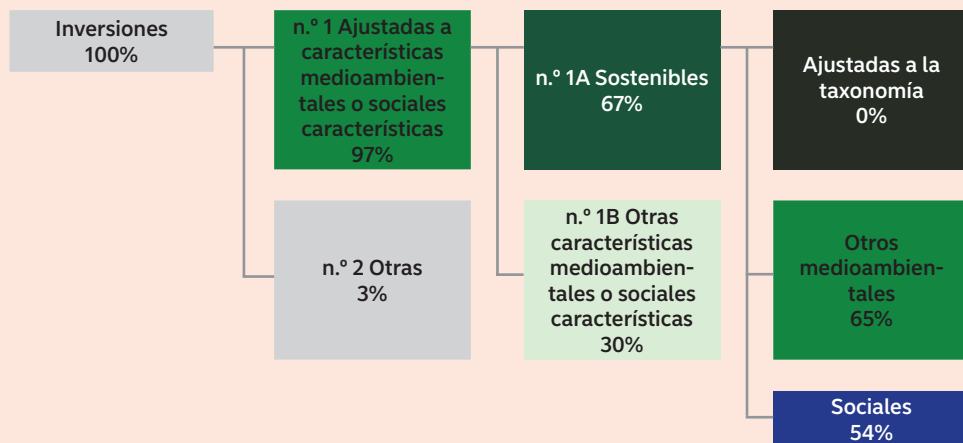 Inversiones
100%
n.º 1 Ajustadas a
características
medioambien-
tales o sociales
características
97%
n.º 2 Otras
3%
n.º 1A Sostenibles
67%
n.º 1B Otras
características
medioambien-
tales o sociales
características
30%
Ajustadas a la
taxonomía
0%
Otros
medioambien-
tales
65%
Sociales
54%